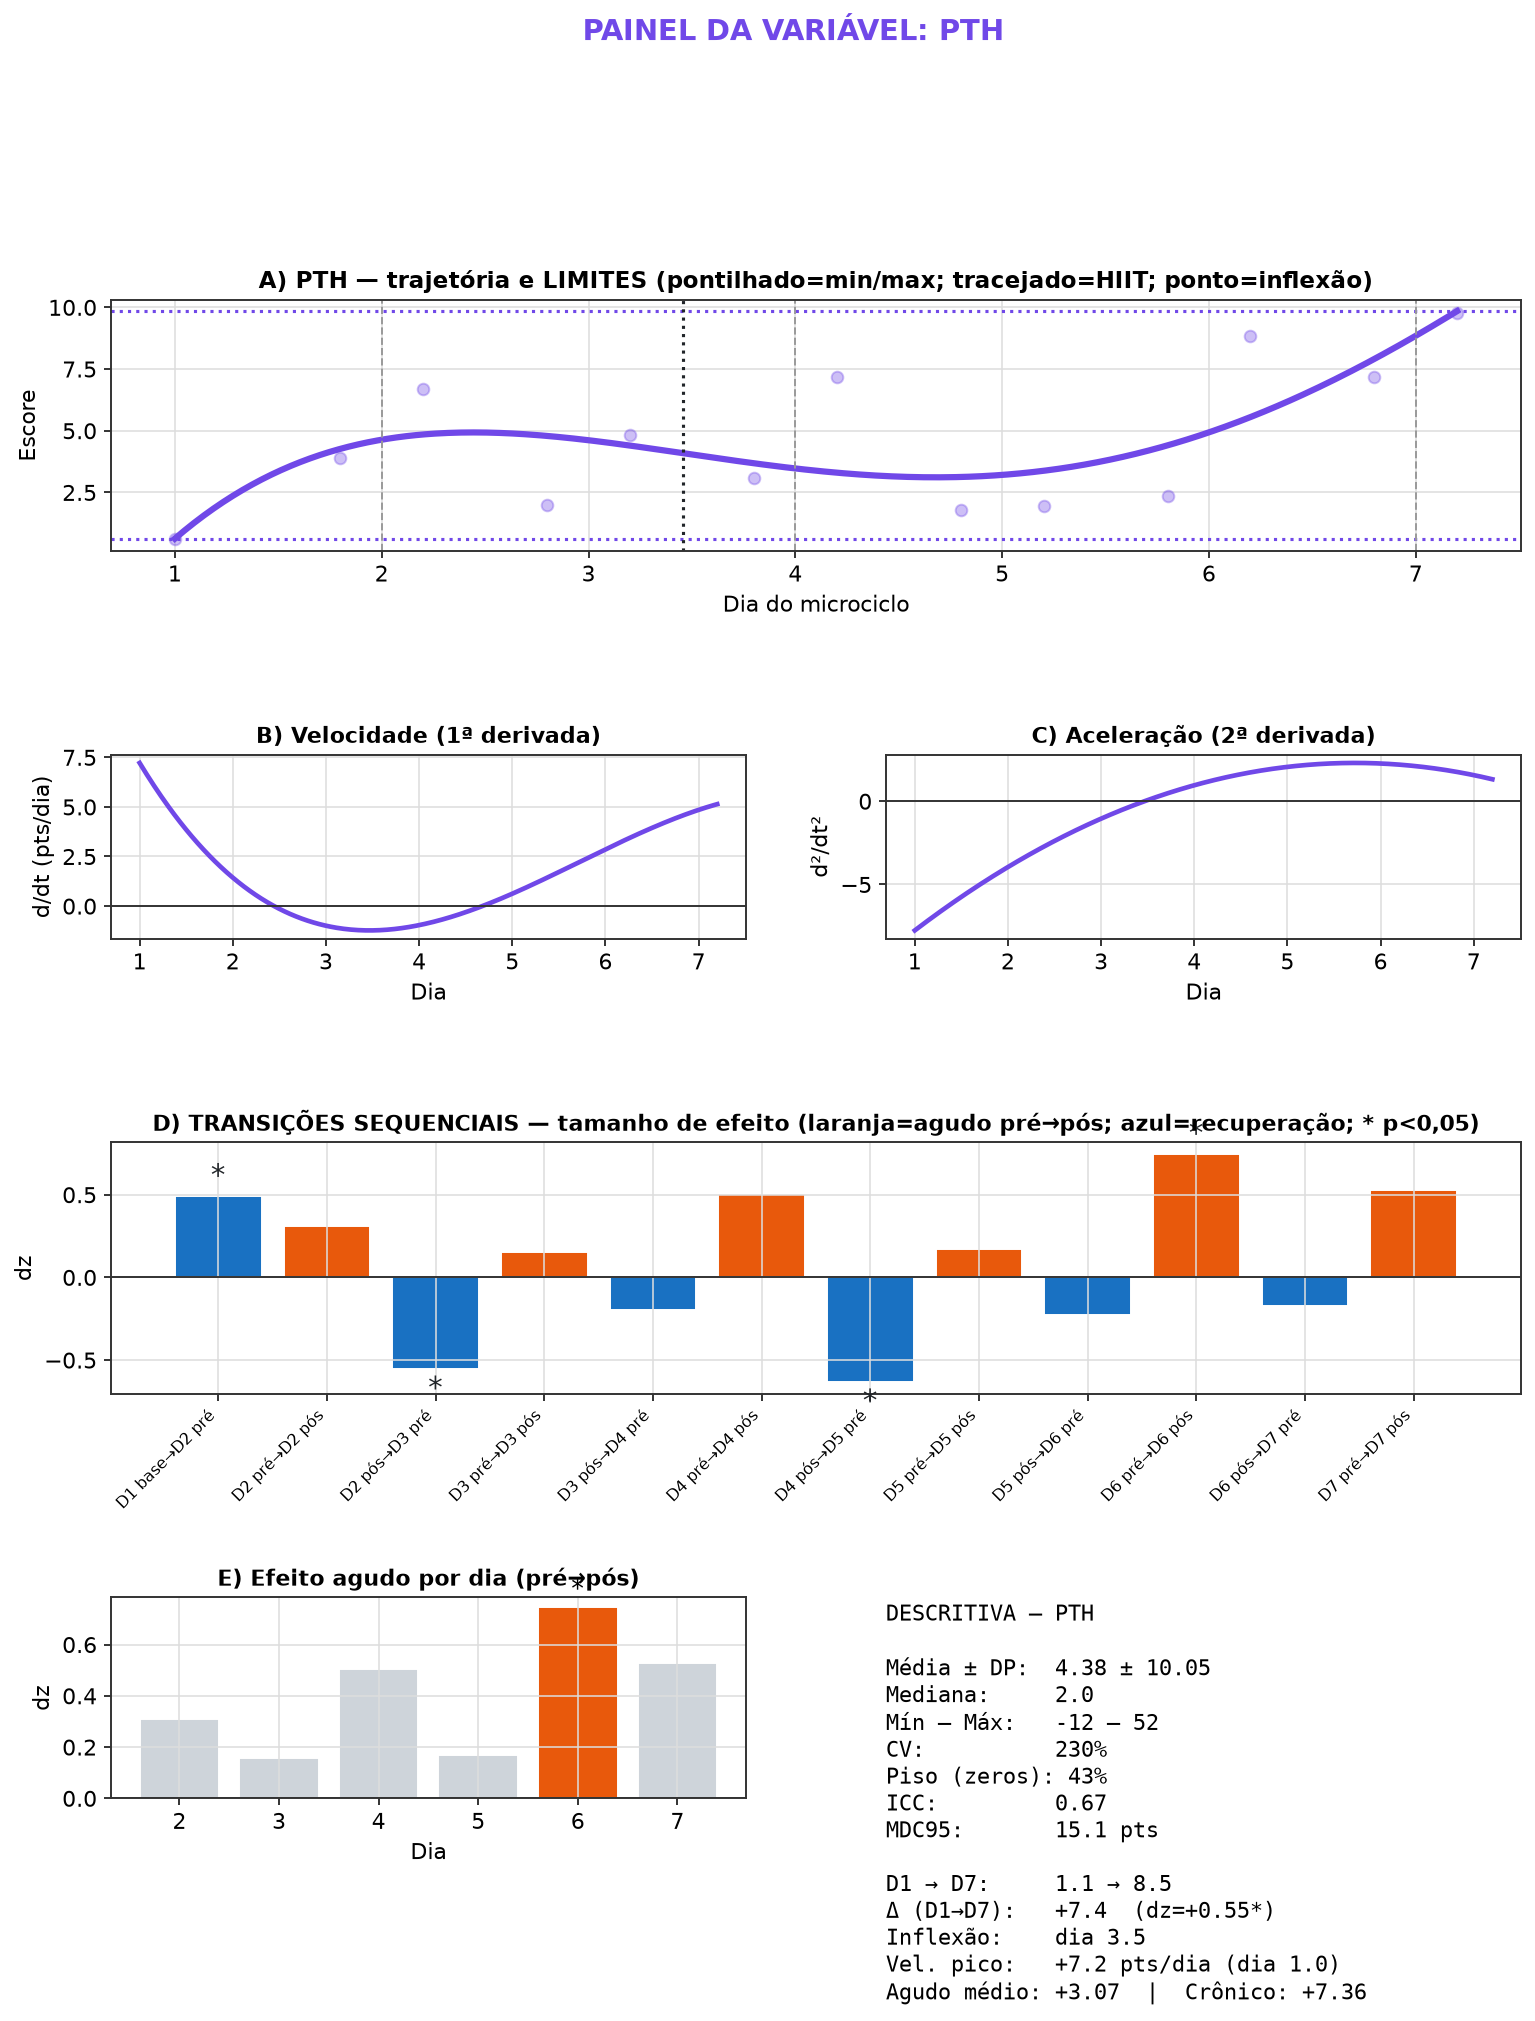 PAINEL DA VARIÁVEL: PTH
A) PTH — trajetória e LIMITES (pontilhado=min/max; tracejado=HIIT; ponto=inflexão)
Escore
10.0
7.5
5.0
2.5
1 2 3 4 5 6 7
Dia do microciclo
B) Velocidade (1ª derivada)
d/dt (pts/dia)
7.5
5.0
2.5
0.0
1 2 3 4 5 6 7
Dia
C) Aceleração (2ª derivada)
d²/dt²
0
−5
1 2 3 4 5 6 7
Dia
D) TRANSIÇÕES SEQUENCIAIS — tamanho de efeito (laranja=agudo pré→pós; azul=recuperação; * p<0,05)
dz
0.5
0.0
−0.5
*
*
*
*
D1 base→D2 pré
D2 pré→D2 pós
D2 pós→D3 pré
D3 pré→D3 pós
D3 pós→D4 pré
D4 pré→D4 pós
D4 pós→D5 pré
D5 pré→D5 pós
D5 pós→D6 pré
D6 pré→D6 pós
D6 pós→D7 pré
D7 pré→D7 pós
E) Efeito agudo por dia (pré→pós)
*
dz
0.6
0.4
0.2
0.0
2 3 4 5 6 7
Dia
DESCRITIVA — PTH
Média ± DP: 4.38 ± 10.05
Mediana: 2.0
Mín – Máx: -12 – 52
CV: 230%
Piso (zeros): 43%
ICC: 0.67
MDC95: 15.1 pts
D1 → D7: 1.1 → 8.5
Δ (D1→D7): +7.4 (dz=+0.55*)
Inflexão: dia 3.5
Vel. pico: +7.2 pts/dia (dia 1.0)
Agudo médio: +3.07 | Crônico: +7.36